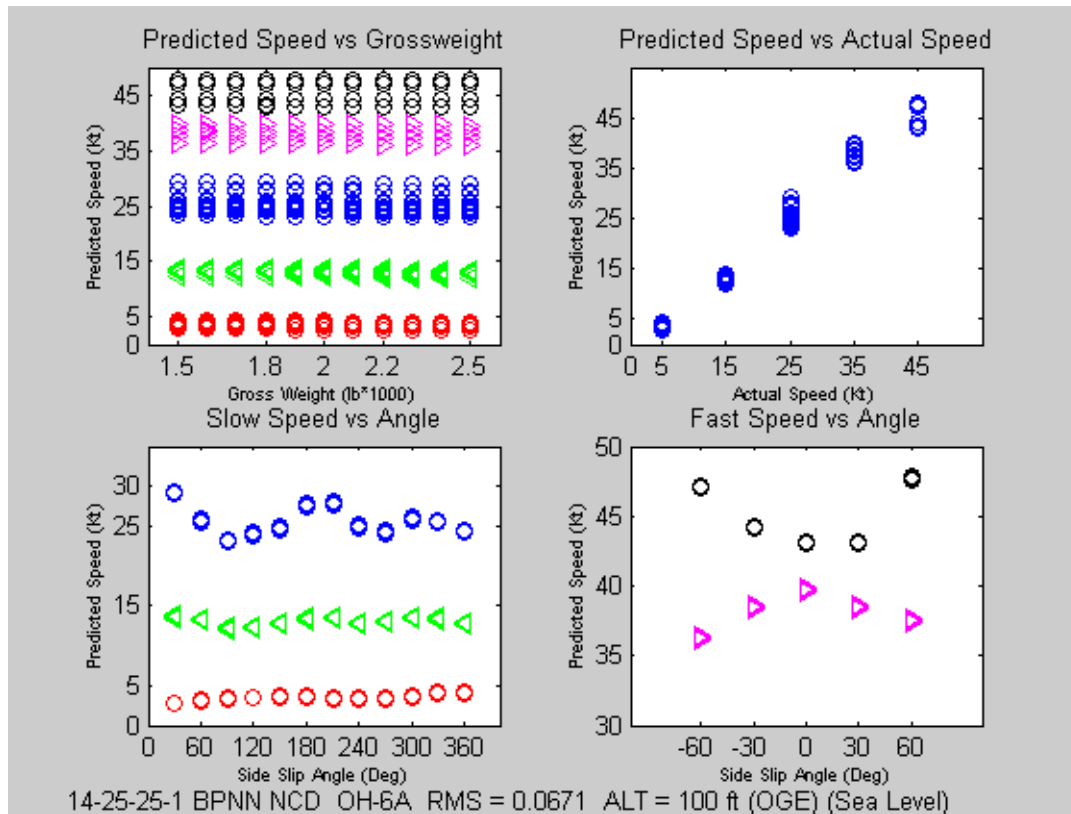 Predicted Speed vs Grossweight
Predicted Speed (Kt)
45
35
25
15
5
0
1.5 1.8 2 2.2 2.5
Gross Weight (lb*1000)
Predicted Speed vs Actual Speed
Predicted Speed (Kt)
45
35
25
15
5
0
0 5 15 25 35 45
Actual Speed (Kt)
Slow Speed vs Angle
Predicted Speed (Kt)
30
25
15
5
0
0 60 120 180 240 300 360
Side Slip Angle (Deg)
Fast Speed vs Angle
Predicted Speed (Kt)
50
45
40
35
30
-60 -30 0 30 60
Side Slip Angle (Deg)
14-25-25-1 BPNN NCD OH-6A RMS = 0.0671 ALT = 100 ft (OGE) (Sea Level)